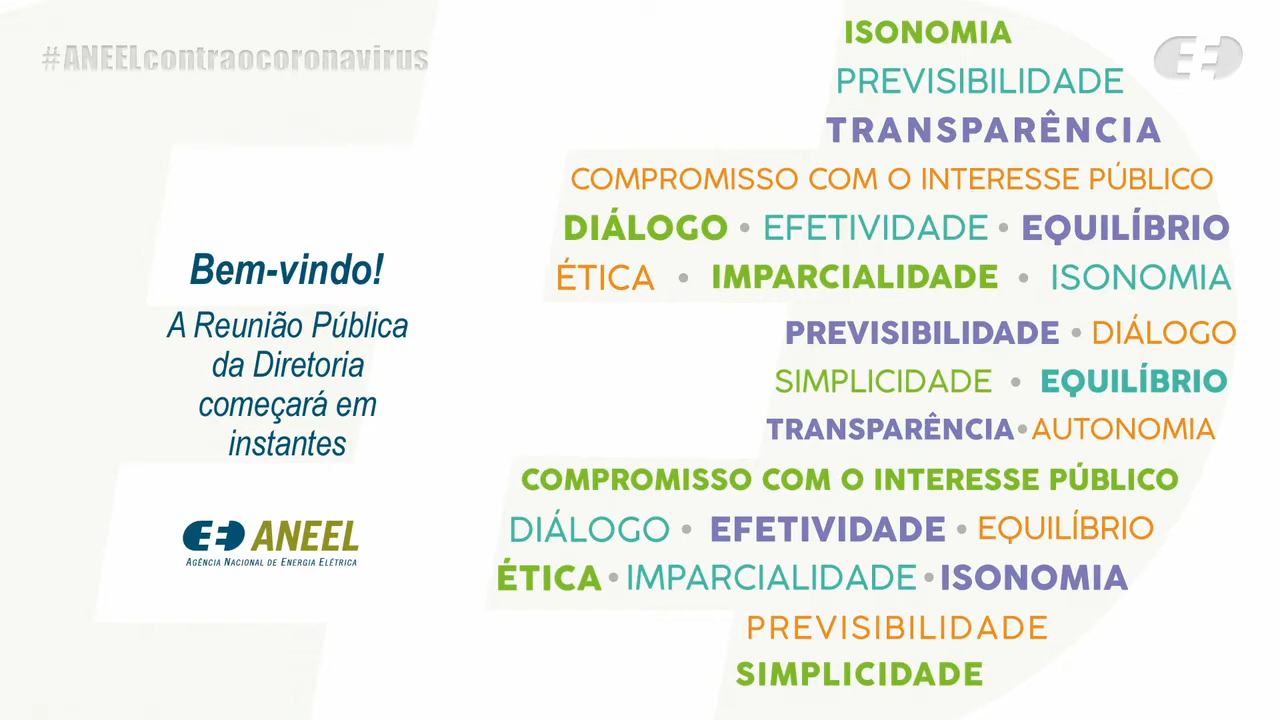 #ANEELcontraocoronavirus
Bem-vindo!
A Reunião Pública
da Diretoria
começará em
instantes
ANEEL
AGÊNCIA NACIONAL DE ENERGIA ELÉTRICA
ISONOMIA
PREVISIBILIDADE
TRANSPARÊNCIA
COMPROMISSO COM O INTERESSE PÚBLICO
DIÁLOGO • EFETIVIDADE • EQUILÍBRIO
ÉTICA • IMPARCIALIDADE • ISONOMIA
PREVISIBILIDADE • DIÁLOGO
SIMPLICIDADE • EQUILÍBRIO
TRANSPARÊNCIA • AUTONOMIA
COMPROMISSO COM O INTERESSE PÚBLICO
DIÁLOGO • EFETIVIDADE • EQUILÍBRIO
ÉTICA • IMPARCIALIDADE • ISONOMIA
PREVISIBILIDADE
SIMPLICIDADE